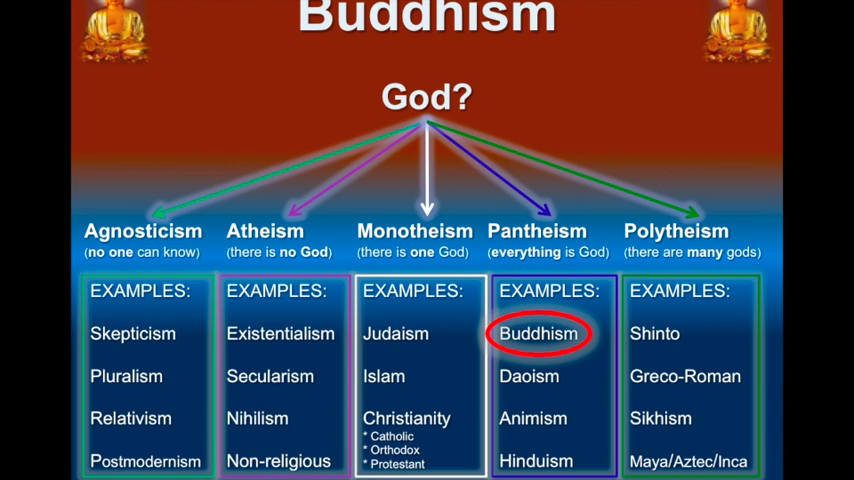 Buddhism
God?
Agnosticism
(no one can know)
Atheism
(there is no God)
Monotheism
(there is one God)
Pantheism
(everything is God)
Polytheism
(there are many gods)
EXAMPLES:
Skepticism
Pluralism
Relativism
Postmodernism
EXAMPLES:
Existentialism
Secularism
Nihilism
Non-religious
EXAMPLES:
Judaism
Islam
Christianity
* Catholic
* Orthodox
* Protestant
EXAMPLES:
Buddhism
Daoism
Animism
Hinduism
EXAMPLES:
Shinto
Greco-Roman
Sikhism
Maya/Aztec/Inca